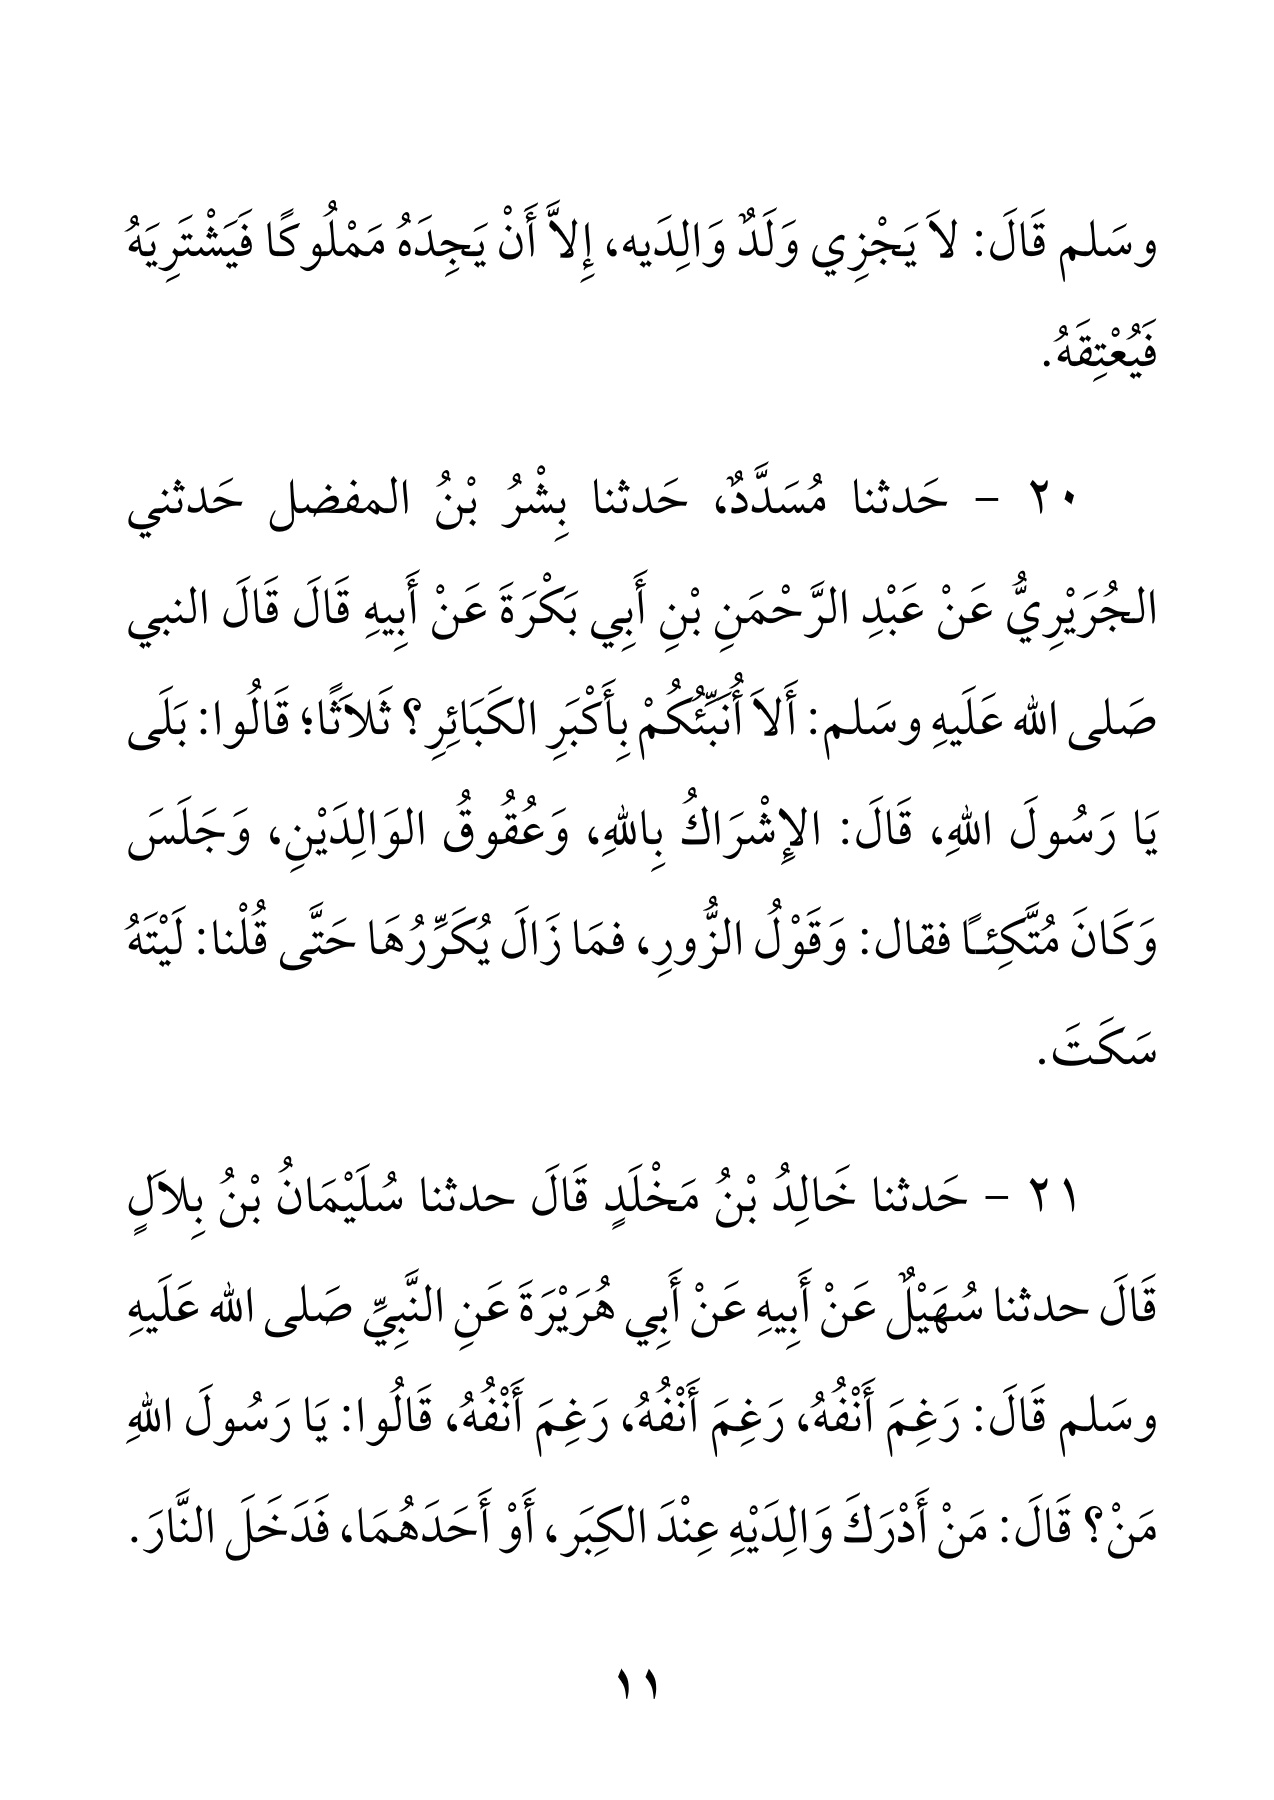 وسَلم قَالَ: لاَ يَجْزِي وَلَدٌ وَالِدَيه، إِلاَّ أَنْ يَجِدَهُ مَمْلُوكًا فَيَشْتَرِيَهُ
فَيُعْتِقَهُ.
٢٠ – حَدثنا مُسَدَّدٌ، حَدثنا بِشْرُ بْنُ المفضل حَدثني
الجُرَيْرِيُّ عَنْ عَبْدِ الرَّحْمَنِ بْنِ أَبِي بَكْرَةَ عَنْ أَبِيهِ قَالَ قَالَ النبي
صَلى الله عَلَيهِ وسَلم: أَلاَ أُنَبِّئُكُمْ بِأَكْبَرِ الكَبَائِرِ؟ ثَلاَثًا؛ قَالُوا: بَلَى
يَا رَسُولَ اللهِ، قَالَ: الإِشْرَاكُ بِاللهِ، وَعُقُوقُ الوَالِدَيْنِ، وَجَلَسَ
وَكَانَ مُتَّكِئًا فقال: وَقَوْلُ الزُّورِ، فمَا زَالَ يُكَرِّرُهَا حَتَّى قُلْنا: لَيْتَهُ
سَكَتَ.
٢١ – حَدثنا خَالِدُ بْنُ مَخْلَدٍ قَالَ حدثنا سُلَيْمَانُ بْنُ بِلاَلٍ
قَالَ حدثنا سُهَيْلٌ عَنْ أَبِيهِ عَنْ أَبِي هُرَيْرَةَ عَنِ النَّبِيِّ صَلى الله عَلَيهِ
وسَلم قَالَ: رَغِمَ أَنْفُهُ، رَغِمَ أَنْفُهُ، رَغِمَ أَنْفُهُ، قَالُوا: يَا رَسُولَ اللهِ
مَنْ؟ قَالَ: مَنْ أَدْرَكَ وَالِدَيْهِ عِنْدَ الكِبَرِ، أَوْ أَحَدَهُمَا، فَدَخَلَ النَّارَ.
١١